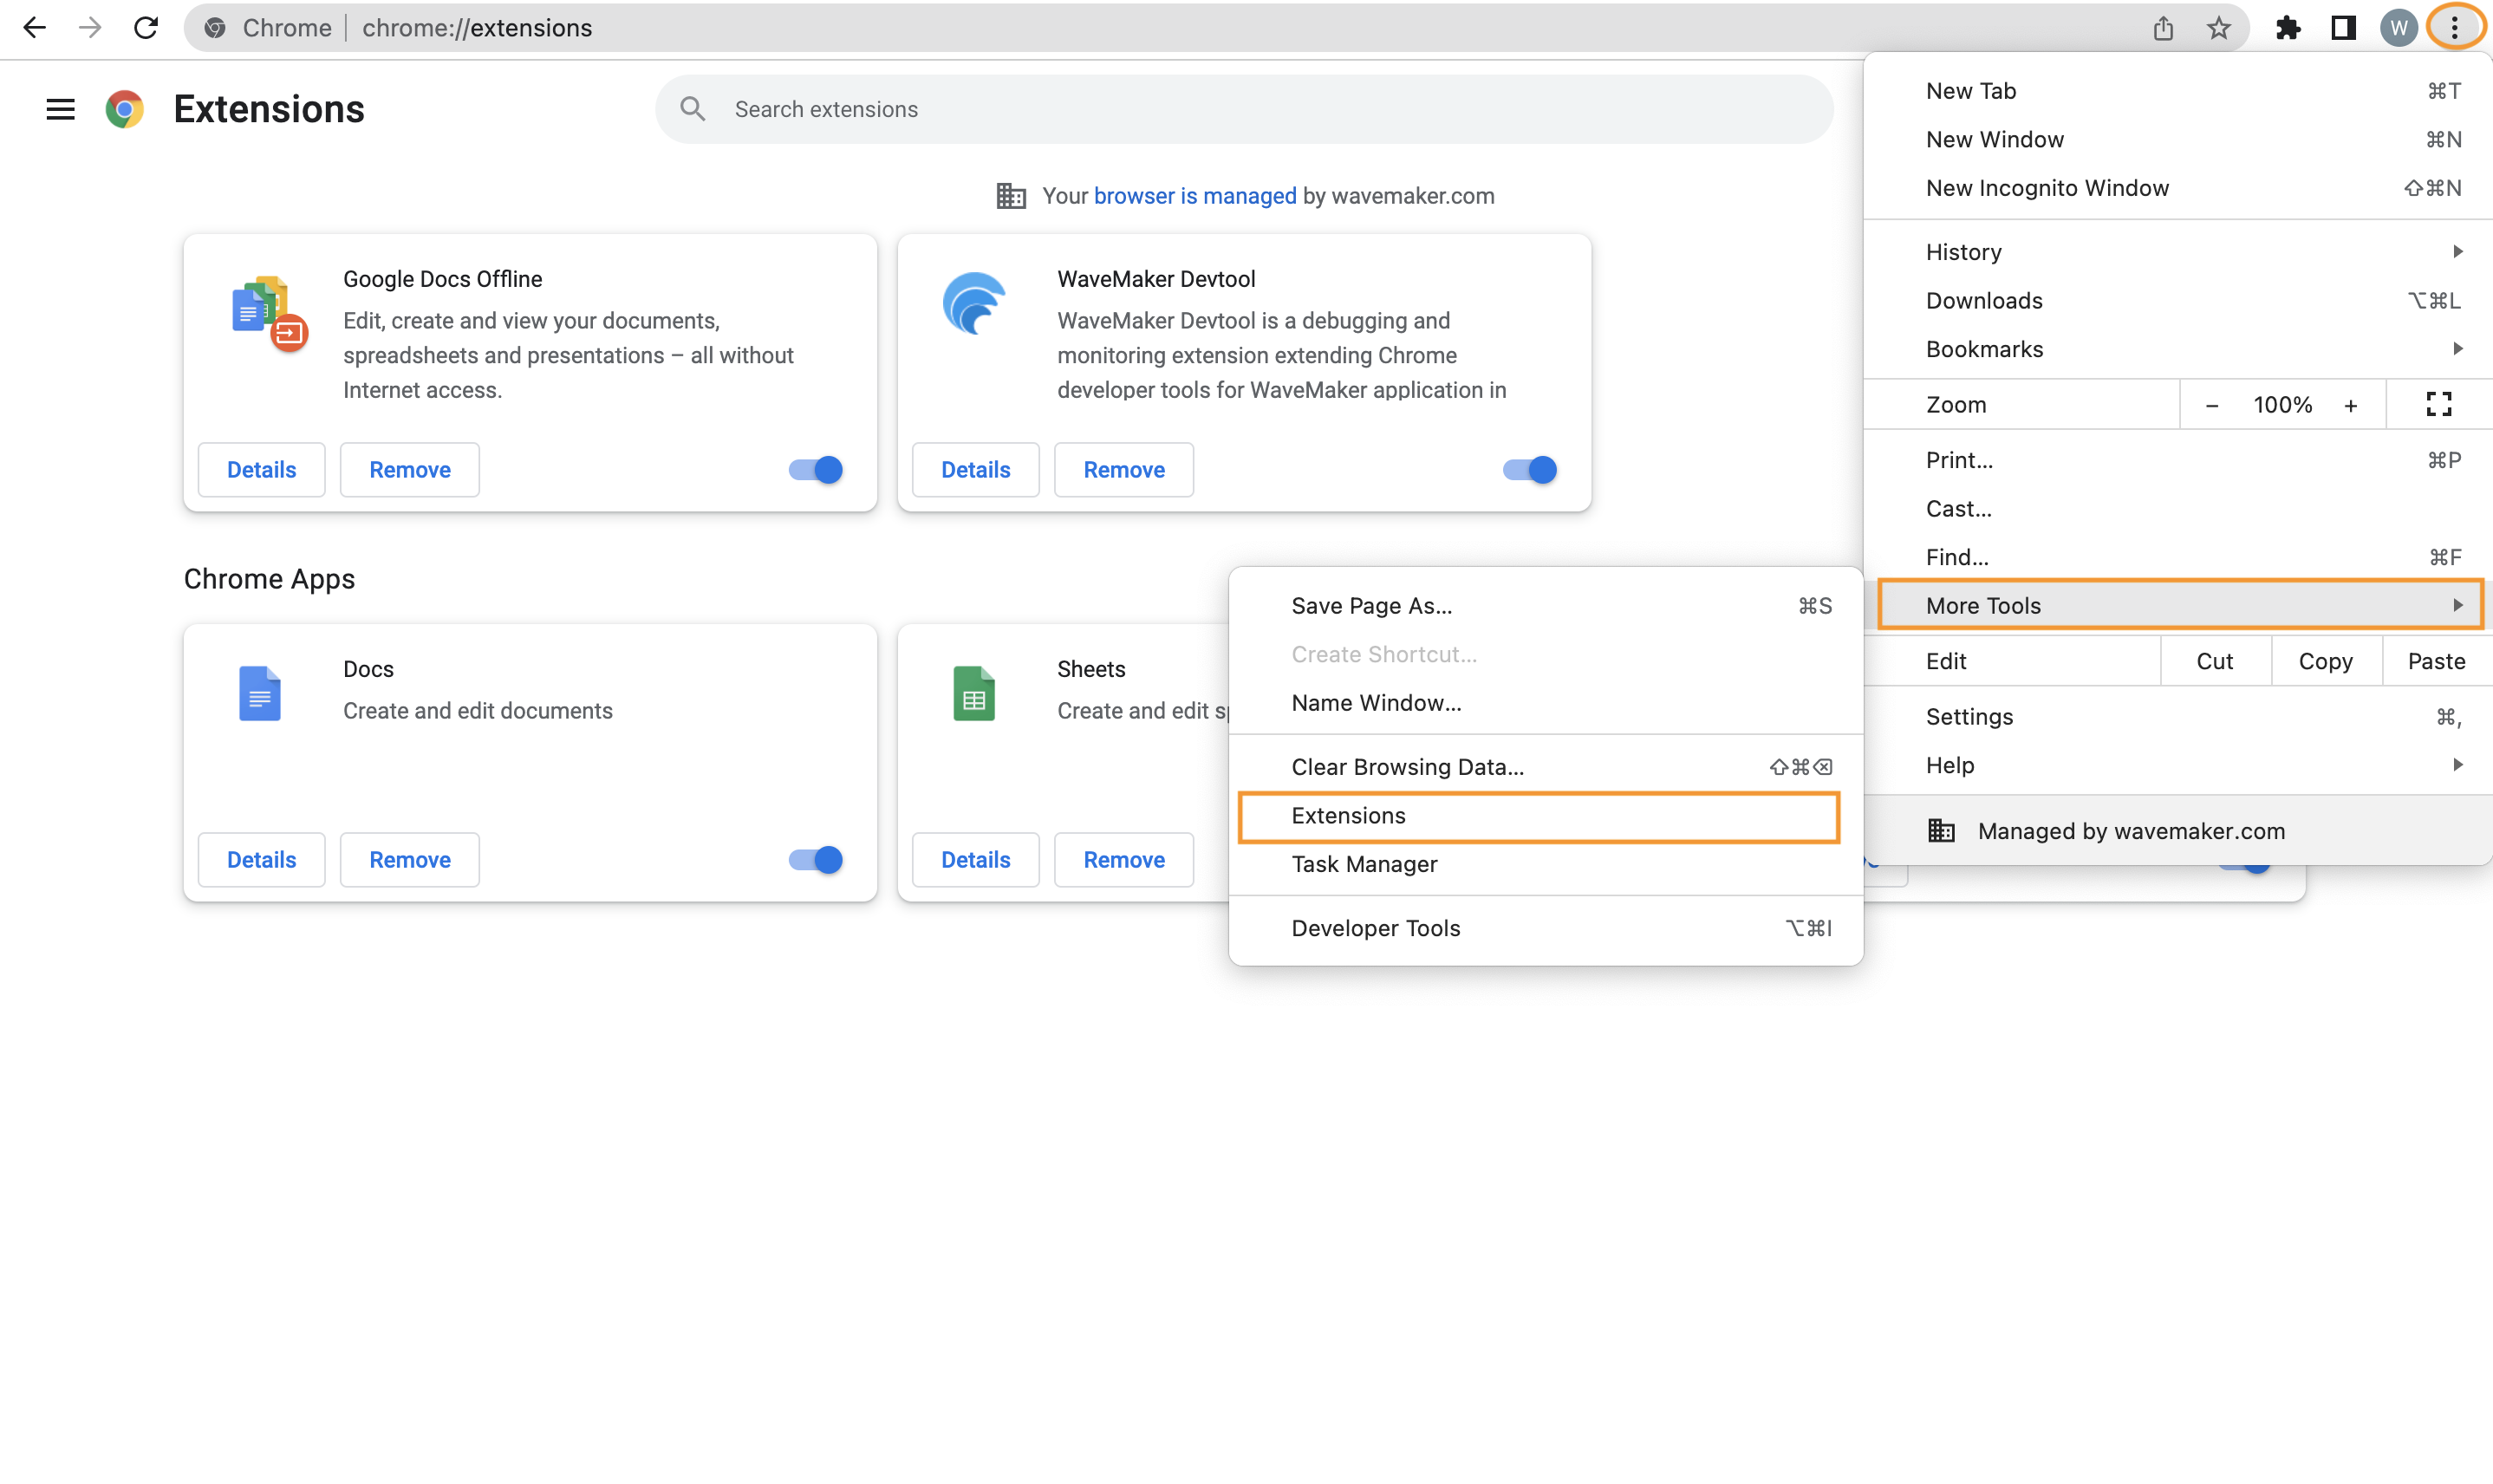 Chrome | chrome://extensions
W
Extensions
Search extensions
Your browser is managed by wavemaker.com
Google Docs Offline
Edit, create and view your documents,
spreadsheets and presentations – all without
Internet access.
Details Remove
WaveMaker Devtool
WaveMaker Devtool is a debugging and
monitoring extension extending Chrome
developer tools for WaveMaker application in
Details Remove
Chrome Apps
Docs
Create and edit documents
Details Remove
Sheets
Create and edit
Details Remove
New Tab ⌘T
New Window ⌘N
New Incognito Window ⇧⌘N
History
Downloads ⌥⌘L
Bookmarks
Zoom − 100% +
Print... ⌘P
Cast...
Find... ⌘F
More Tools
Edit Cut Copy Paste
Settings ⌘,
Help
Managed by wavemaker.com
Save Page As... ⌘S
Create Shortcut...
Name Window...
Clear Browsing Data... ⇧⌘⌫
Extensions
Task Manager
Developer Tools ⌥⌘I